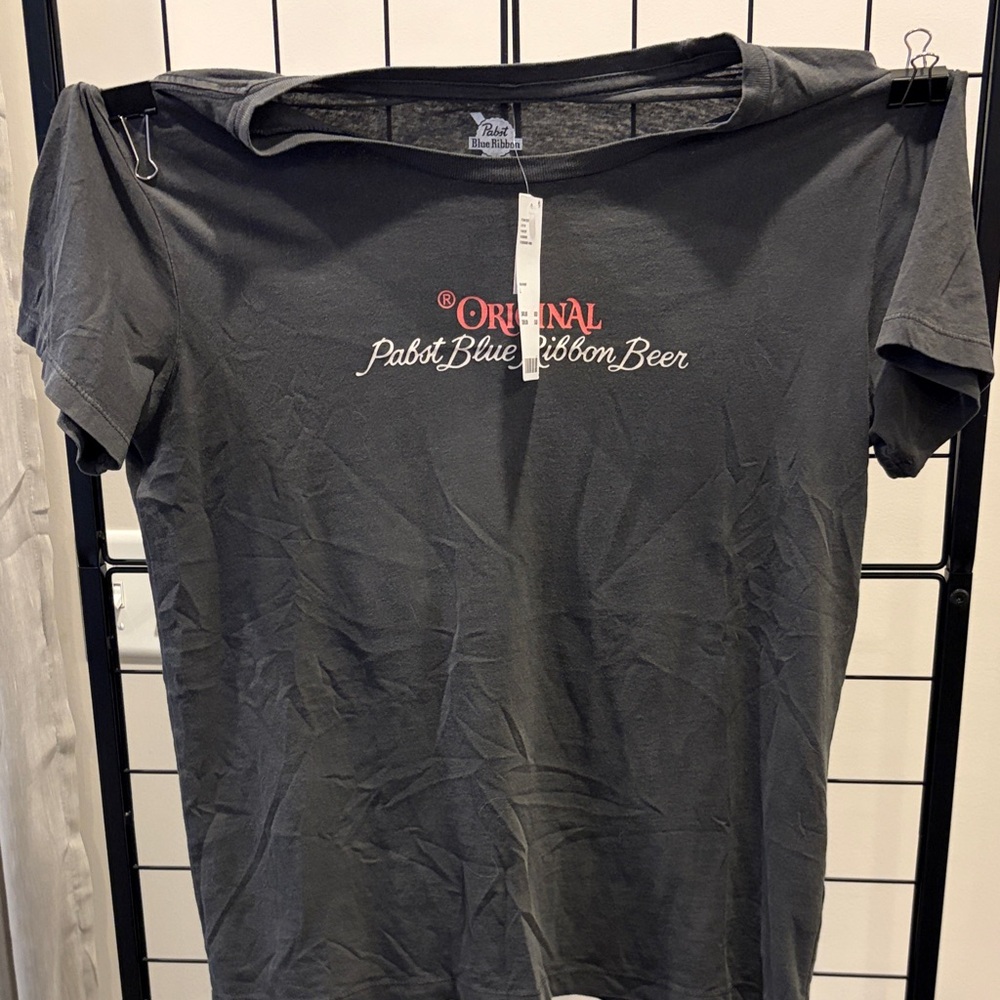 Pabst
Blue Ribbon
® ORIGINAL
Pabst Blue Ribbon Beer